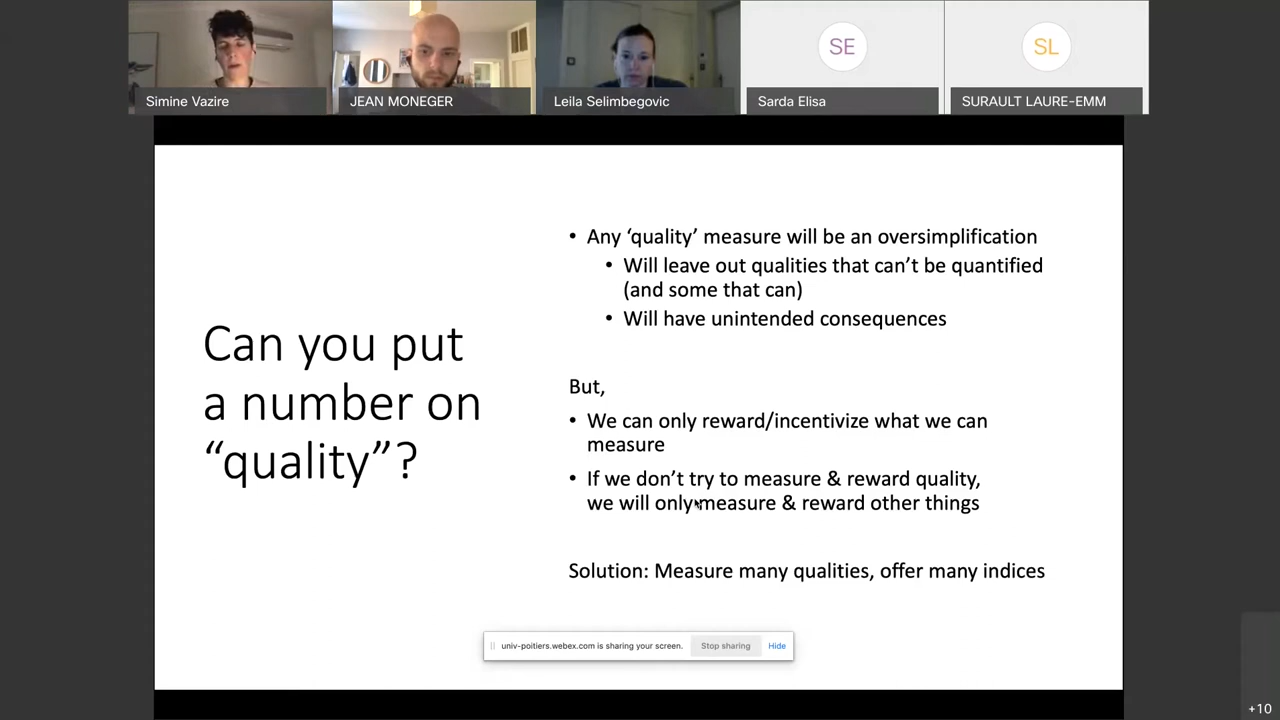 SE
SL
Simine Vazire
JEAN MONEGER
Leila Selimbegovic
Sarda Elisa
SURAULT LAURE-EMM
Can you put
a number on
“quality”?
• Any ‘quality’ measure will be an oversimplification
• Will leave out qualities that can’t be quantified
(and some that can)
• Will have unintended consequences
But,
• We can only reward/incentivize what we can
measure
• If we don’t try to measure & reward quality,
we will only measure & reward other things
Solution: Measure many qualities, offer many indices
univ-poitiers.webex.com is sharing your screen.
Stop sharing
Hide
+10